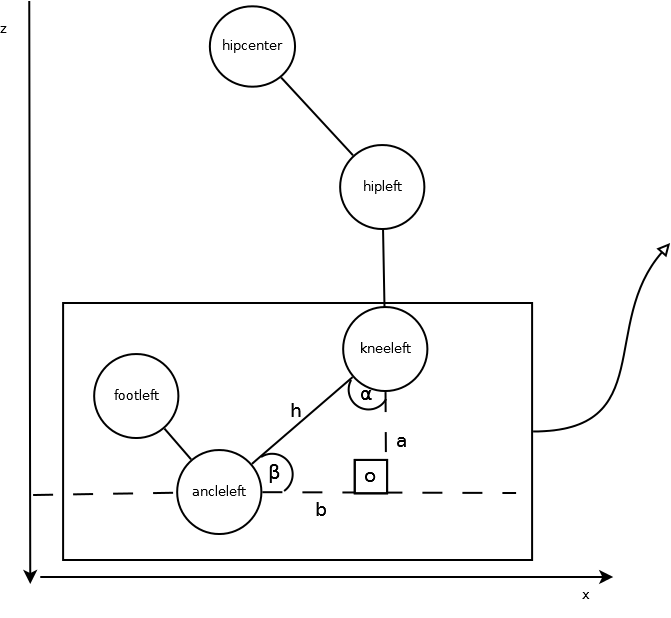 z
hipcenter
hipleft
kneeleft
footleft
α
h
a
β
o
ancleleft
b
x